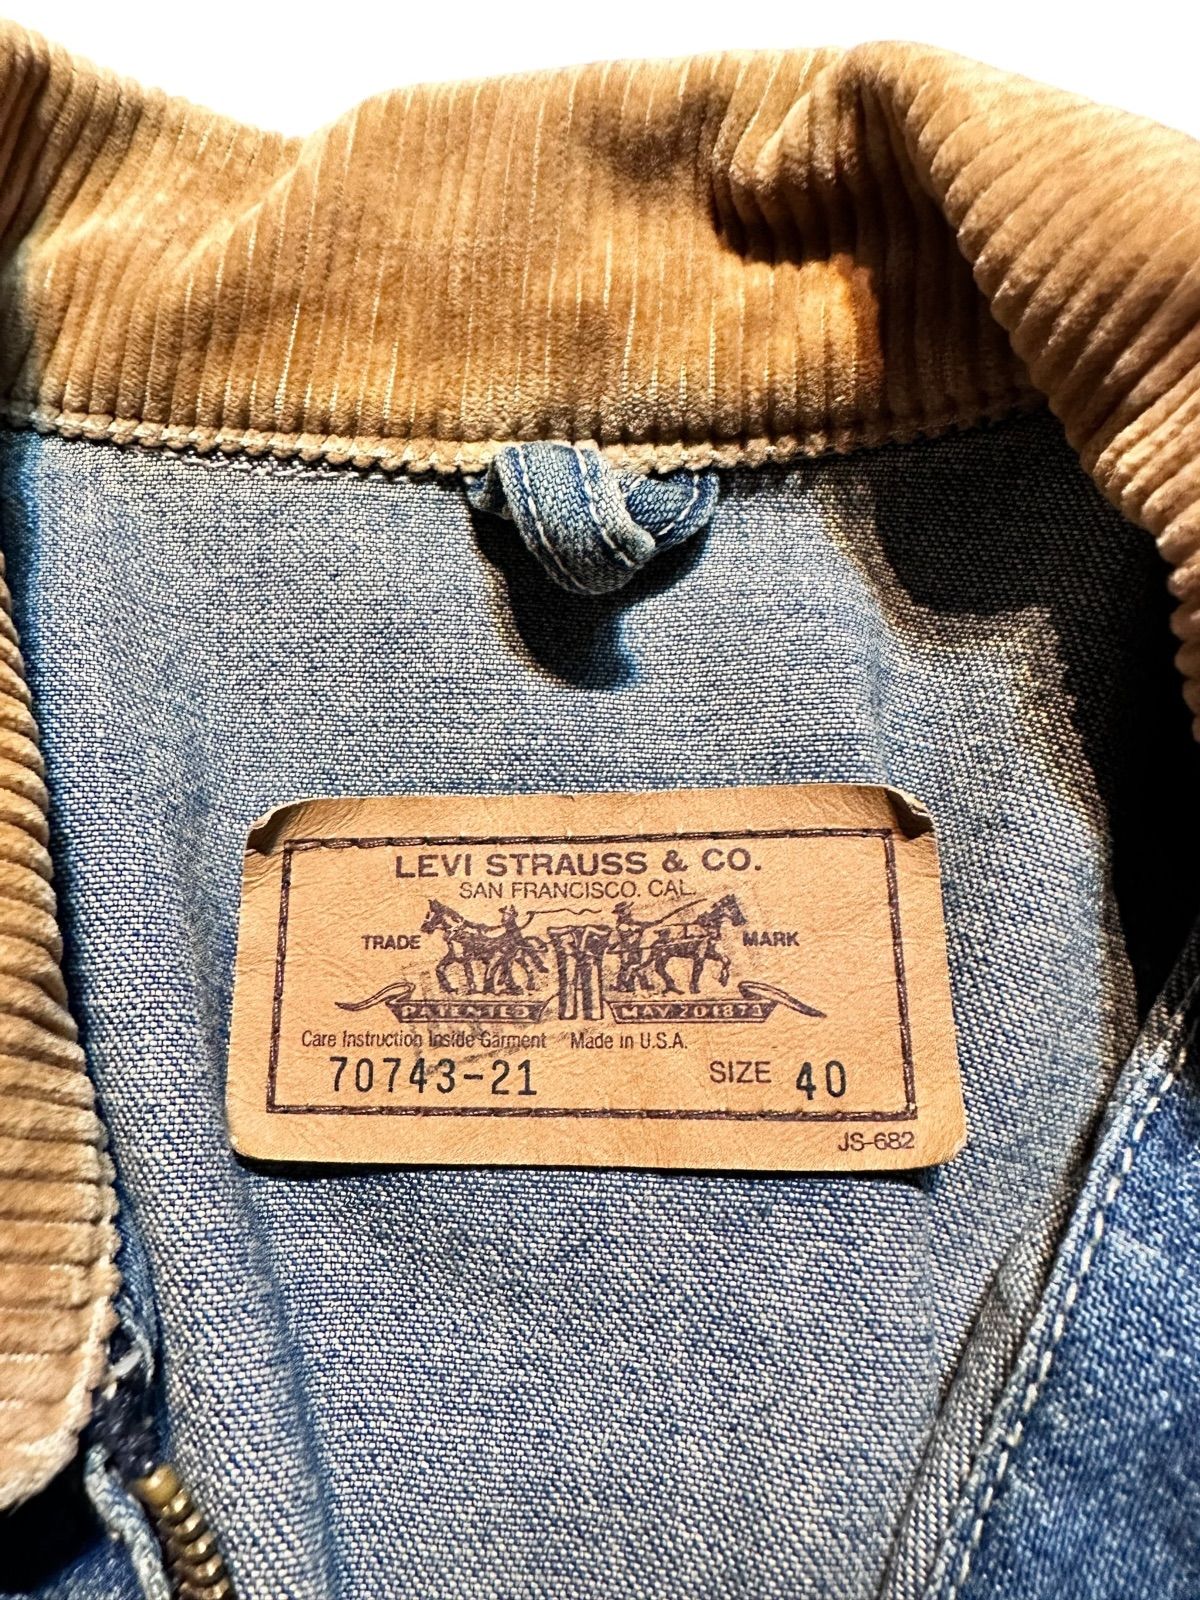 LEVI STRAUSS & CO.
SAN FRANCISCO. CAL.
TRADE MARK
PATENTED MAY 20 1873
Care Instruction Inside Garment Made in U.S.A.
70743-21 SIZE 40
JS-682